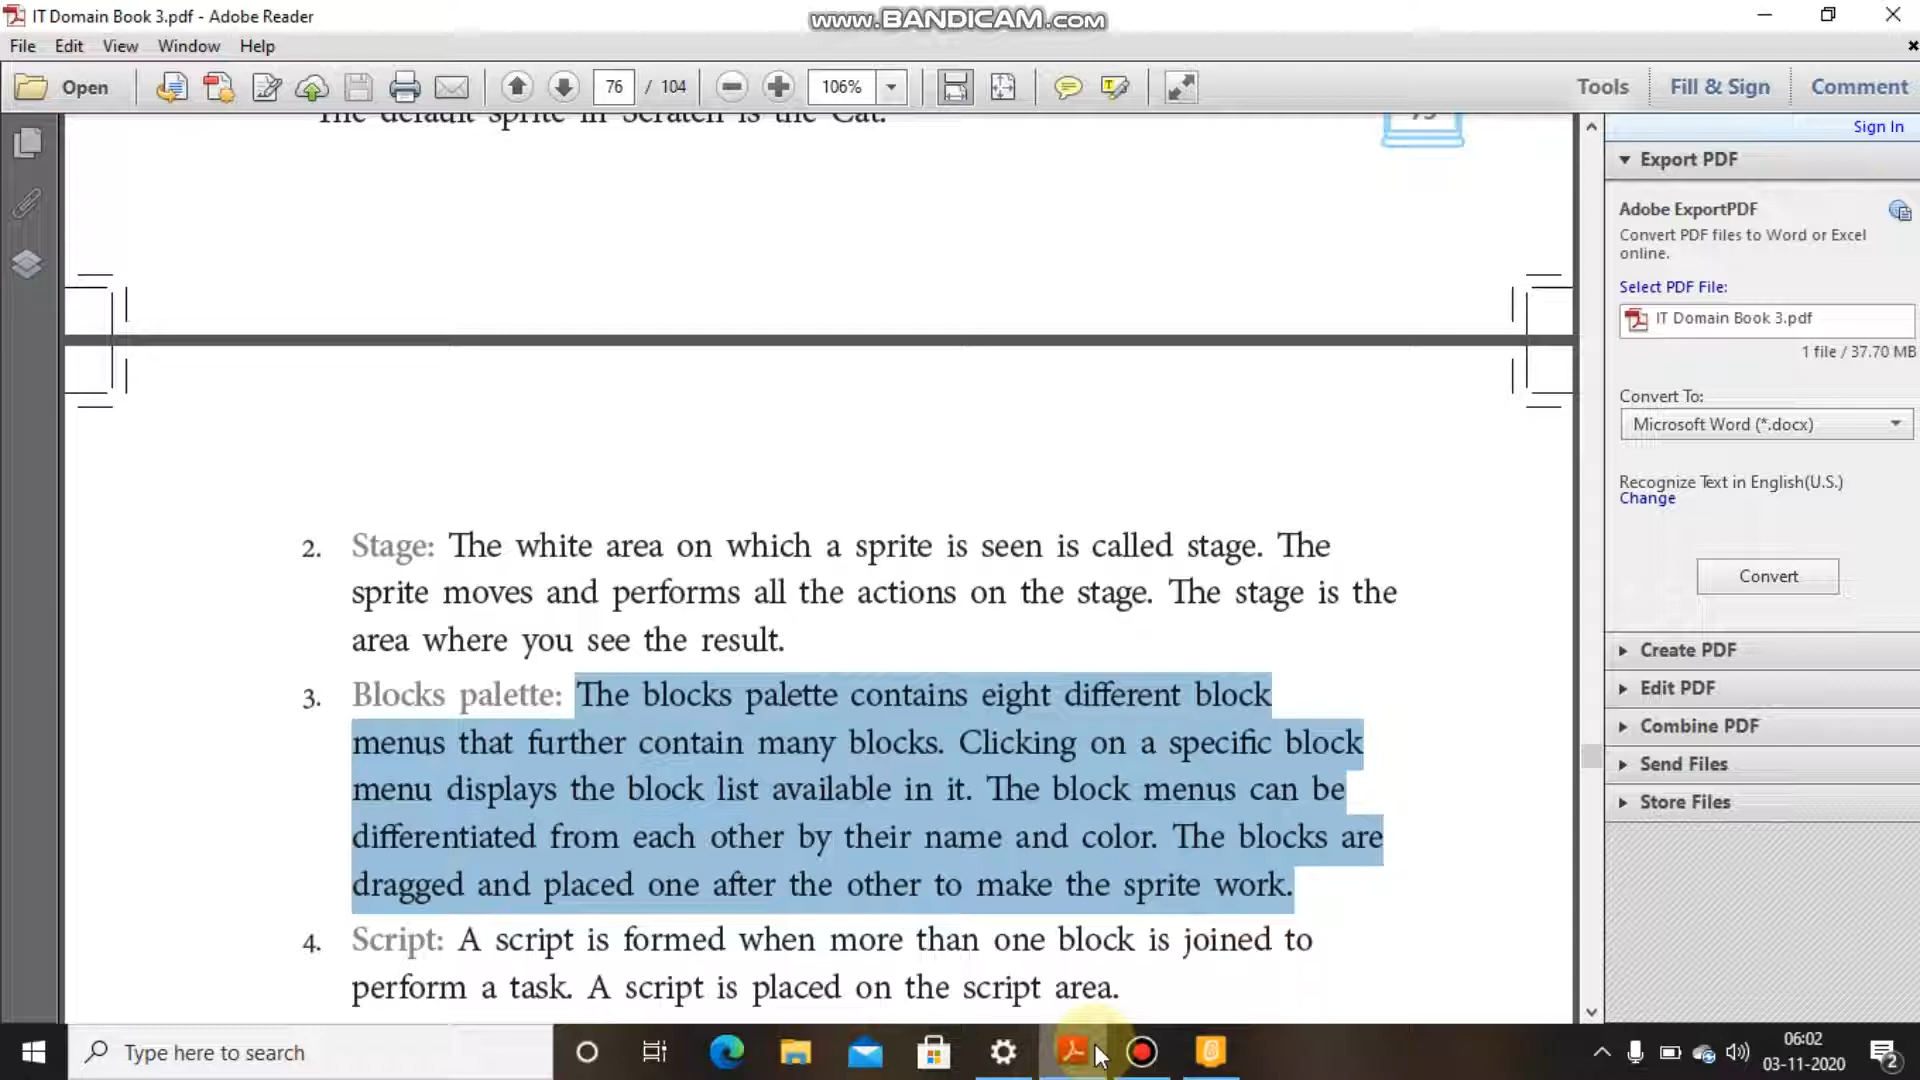 IT Domain Book 3.pdf - Adobe Reader
www.BANDICAM.com
File Edit View Window Help
Open 76 / 104 106% Tools Fill & Sign Comment
The default sprite in Scratch is the Cat.
Sign In
Export PDF
Adobe ExportPDF
Convert PDF files to Word or Excel
online.
Select PDF File:
IT Domain Book 3.pdf
1 file / 37.70 MB
Convert To:
Microsoft Word (*.docx)
Recognize Text in English(U.S.)
Change
Convert
Create PDF
Edit PDF
Combine PDF
Send Files
Store Files
2. Stage: The white area on which a sprite is seen is called stage. The
sprite moves and performs all the actions on the stage. The stage is the
area where you see the result.
3. Blocks palette: The blocks palette contains eight different block
menus that further contain many blocks. Clicking on a specific block
menu displays the block list available in it. The block menus can be
differentiated from each other by their name and color. The blocks are
dragged and placed one after the other to make the sprite work.
4. Script: A script is formed when more than one block is joined to
perform a task. A script is placed on the script area.
Type here to search
06:02
03-11-2020
2